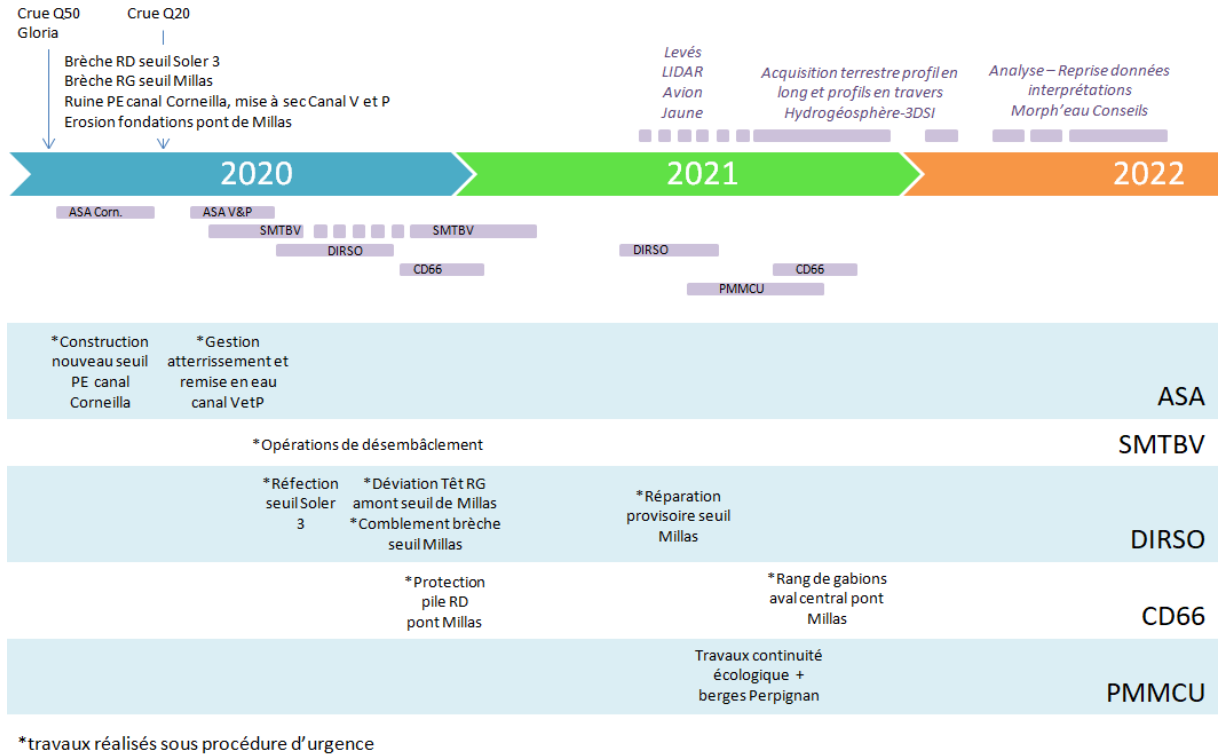 Crue Q50
Gloria
Crue Q20
Brèche RD seuil Soler 3
Brèche RG seuil Millas
Ruine PE canal Corneilla, mise à sec Canal V et P
Erosion fondations pont de Millas
Levés
LIDAR
Avion
Jaune
Acquisition terrestre profil en
long et profils en travers
Hydrogéosphère-3DSI
Analyse – Reprise données
interprétations
Morph'eau Conseils
2020
2021
2022
ASA Corn.
ASA V&P
SMTBV
SMTBV
DIRSO
DIRSO
CD66
CD66
PMMCU
*Construction
nouveau seuil
PE canal
Corneilla
*Gestion
atterrissement et
remise en eau
canal VetP
ASA
*Opérations de désembâclement
SMTBV
*Réfection
seuil Soler
3
*Déviation Têt RG
amont seuil de Millas
*Comblement brèche
seuil Millas
*Réparation
provisoire seuil
Millas
DIRSO
*Protection
pile RD
pont Millas
*Rang de gabions
aval central pont
Millas
CD66
Travaux continuité
écologique +
berges Perpignan
PMMCU
*travaux réalisés sous procédure d'urgence